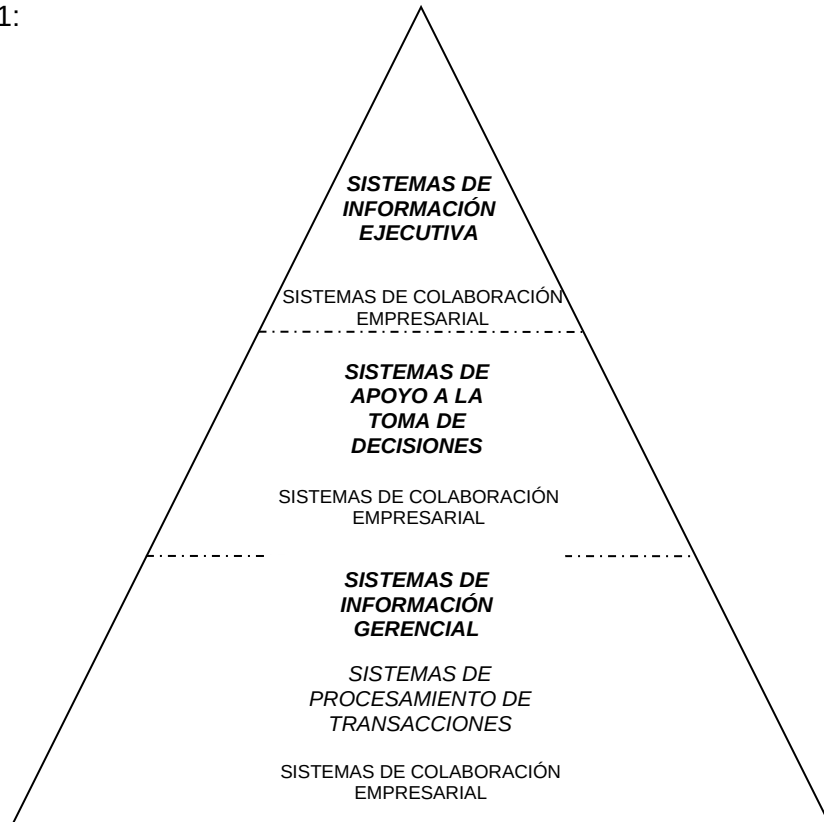 1:
SISTEMAS DE
INFORMACIÓN
EJECUTIVA
SISTEMAS DE COLABORACIÓN
EMPRESARIAL
SISTEMAS DE
APOYO A LA
TOMA DE
DECISIONES
SISTEMAS DE COLABORACIÓN
EMPRESARIAL
SISTEMAS DE
INFORMACIÓN
GERENCIAL
SISTEMAS DE
PROCESAMIENTO DE
TRANSACCIONES
SISTEMAS DE COLABORACIÓN
EMPRESARIAL